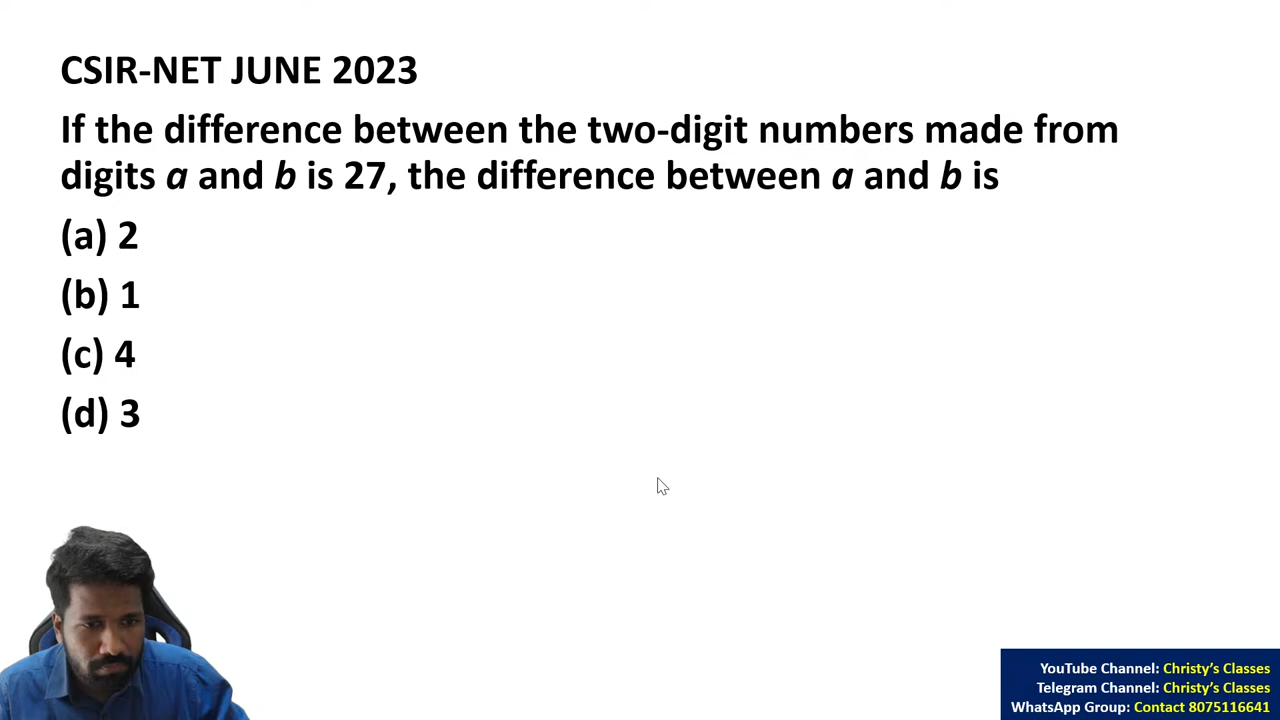 CSIR-NET JUNE 2023
If the difference between the two-digit numbers made from
digits a and b is 27, the difference between a and b is
(a) 2
(b) 1
(c) 4
(d) 3
YouTube Channel: Christy's Classes
Telegram Channel: Christy's Classes
WhatsApp Group: Contact 8075116641